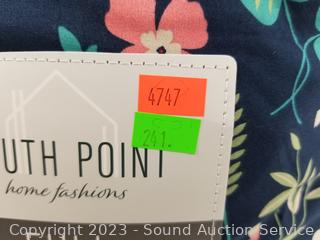 4747
241.
UTH POINT
home fashions
Copyright 2023 - Sound Auction Service